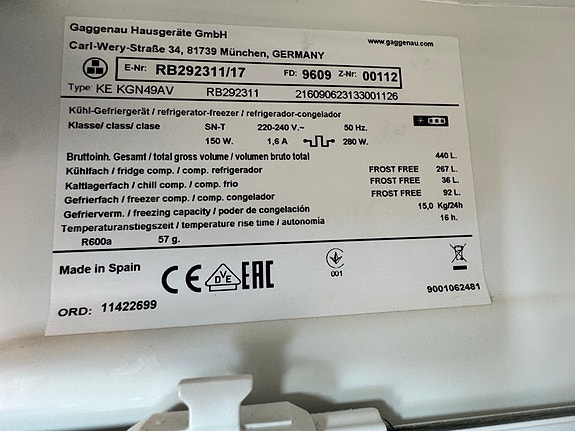 Gaggenau Hausgeräte GmbH
www.gaggenau.com
Carl-Wery-Straße 34, 81739 München, GERMANY
E-Nr: RB292311/17 FD: 9609 Z-Nr: 00112
Type: KE KGN49AV RB292311 216090623133001126
Kühl-Gefriergerät / refrigerator-freezer / refrigerador-congelador
Klasse/ class/ clase SN-T 220-240 V.~ 50 Hz.
150 W. 1,6 A 280 W.
Bruttoinh. Gesamt / total gross volume / volumen bruto total 440 L.
Kühlfach / fridge comp. / comp. refrigerador FROST FREE 267 L.
Kaltlagerfach / chill comp. / comp. frio FROST FREE 36 L.
Gefrierfach / freezer comp. / comp. congelador FROST FREE 92 L.
Gefrierverm. / freezing capacity / poder de congelación 15,0 Kg/24h
Temperaturanstiegszeit / temperature rise time / autonomia 16 h.
R600a 57 g.
Made in Spain
CE DVE EAC
001
ORD: 11422699
9001062481